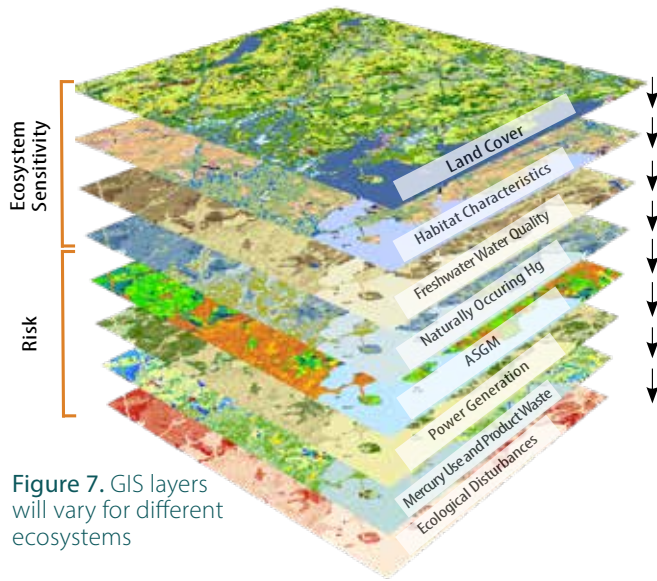 Ecosystem
Sensitivity
Risk
Land Cover
Habitat Characteristics
Freshwater Water Quality
Naturally Occuring Hg
ASGM
Power Generation
Mercury Use and Product Waste
Ecological Disturbances
Figure 7. GIS layers
will vary for different
ecosystems